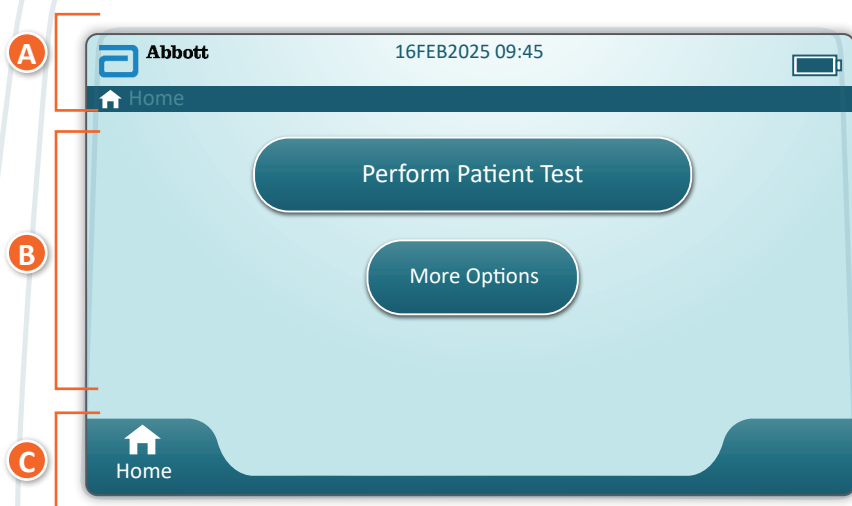 A
Abbott
16FEB2025 09:45
Home
Perform Patient Test
B
More Options
C
Home